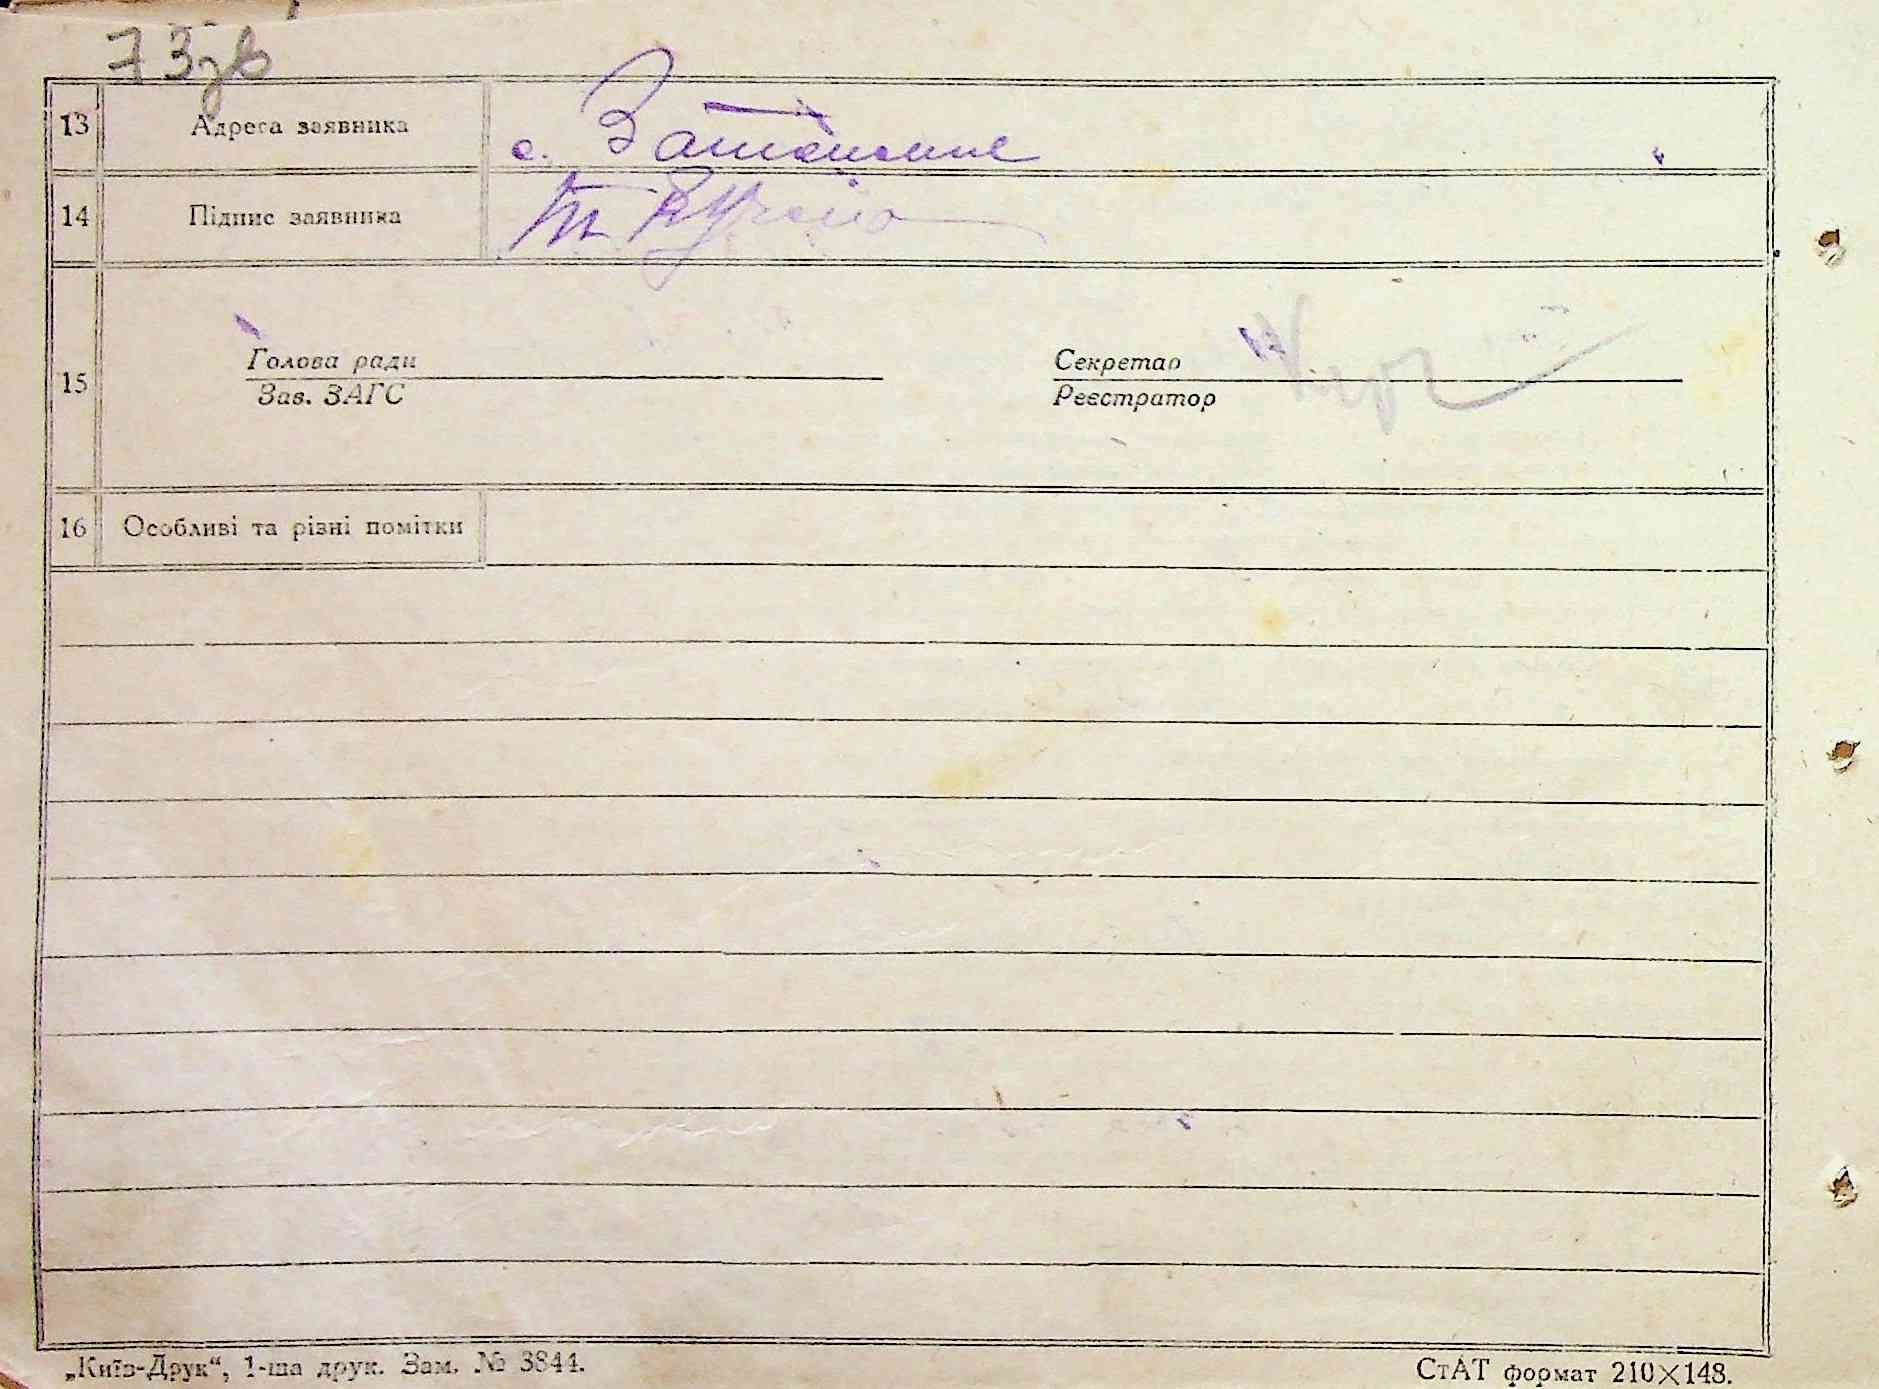 73зв
13 Адреса заявника с. Затонське
14 Підпис заявника
15 Голова ради Секретар
Зав. ЗАГС Реєстратор
16 Особливі та різні помітки
„Київ-Друк“, 1-ша друк. Зам. № 3844. СтАТ формат 210×148.